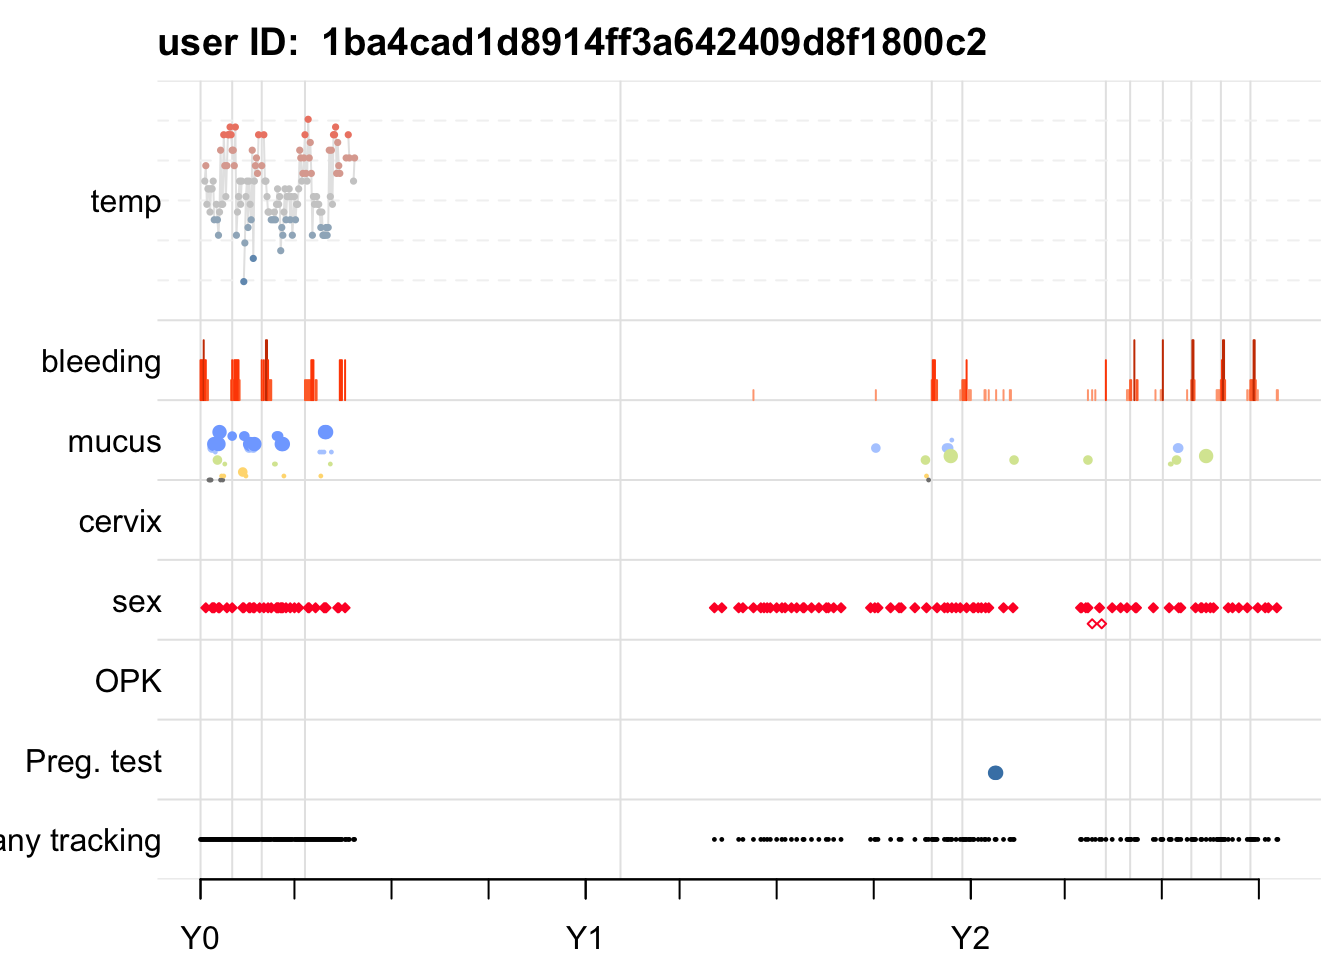 user ID:  1ba4cad1d8914ff3a642409d8f1800c2
temp
bleeding
mucus
cervix
sex
OPK
Preg. test
any tracking
Y0 Y1 Y2